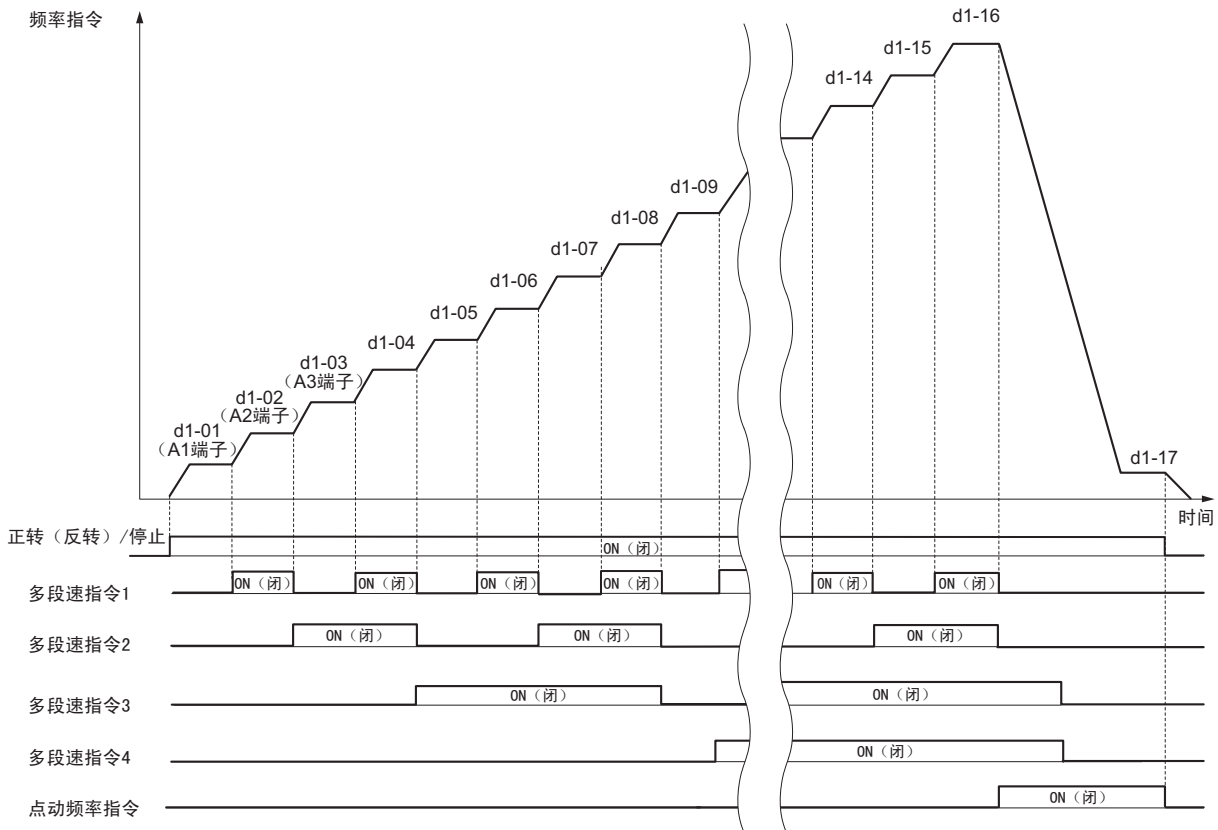 频率指令
d1-16
d1-15
d1-14
d1-09
d1-08
d1-07
d1-06
d1-05
d1-04
d1-03
（A3端子）
d1-02
（A2端子）
d1-01
（A1端子）
d1-17
时间
正转（反转）/停止
ON（闭）
多段速指令1
ON（闭） ON（闭） ON（闭） ON（闭） ON（闭） ON（闭）
多段速指令2
ON（闭） ON（闭） ON（闭）
多段速指令3
ON（闭） ON（闭）
多段速指令4
ON（闭）
点动频率指令
ON（闭）